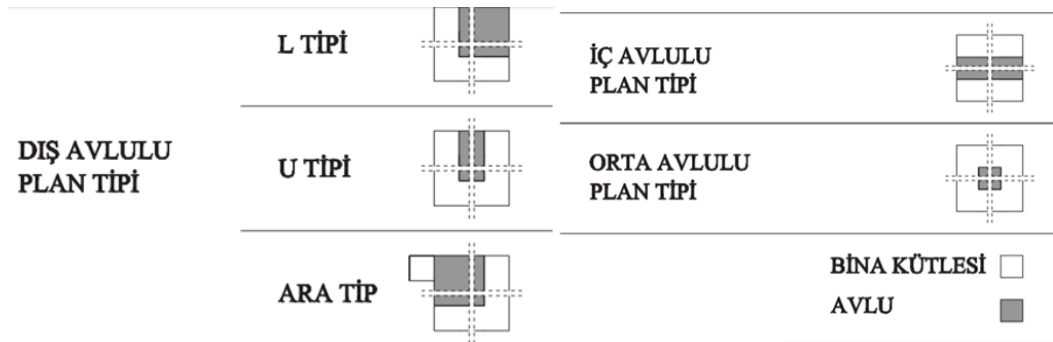 DIŞ AVLULU
PLAN TİPİ
L TİPİ
U TİPİ
ARA TİP
İÇ AVLULU
PLAN TİPİ
ORTA AVLULU
PLAN TİPİ
BİNA KÜTLESİ
AVLU